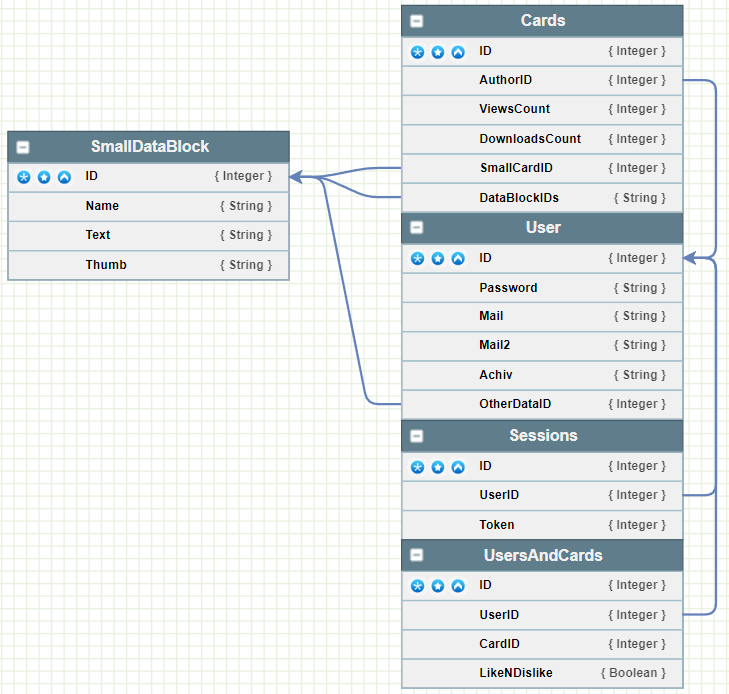 Cards
ID { Integer }
AuthorID { Integer }
ViewsCount { Integer }
DownloadsCount { Integer }
SmallCardID { Integer }
DataBlockIDs { String }
SmallDataBlock
ID { Integer }
Name { String }
Text { String }
Thumb { String }
User
ID { Integer }
Password { String }
Mail { String }
Mail2 { String }
Achiv { String }
OtherDataID { Integer }
Sessions
ID { Integer }
UserID { Integer }
Token { Integer }
UsersAndCards
ID { Integer }
UserID { Integer }
CardID { Integer }
LikeNDislike { Boolean }